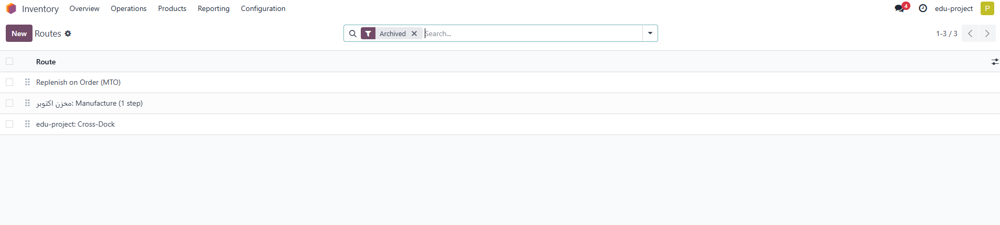 Inventory Overview Operations Products Reporting Configuration 4 edu-project P
New Routes Archived Search... 1-3 / 3
Route
Replenish on Order (MTO)
مخزن اكتوبر: Manufacture (1 step)
edu-project: Cross-Dock